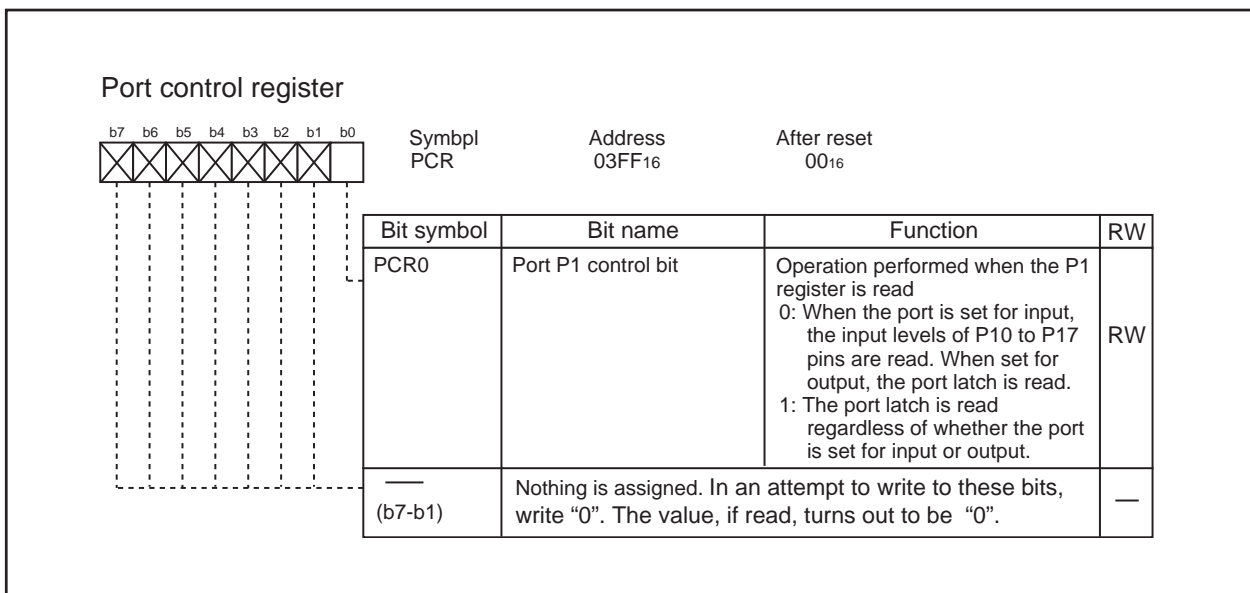 Port control register
b7 b6 b5 b4 b3 b2 b1 b0
Symbpl Address After reset
PCR 03FF16 0016
Bit symbol Bit name Function RW
PCR0 Port P1 control bit Operation performed when the P1
register is read
0: When the port is set for input,
the input levels of P10 to P17 RW
pins are read. When set for
output, the port latch is read.
1: The port latch is read
regardless of whether the port
is set for input or output.
— Nothing is assigned. In an attempt to write to these bits, —
(b7-b1) write “0”. The value, if read, turns out to be “0”.